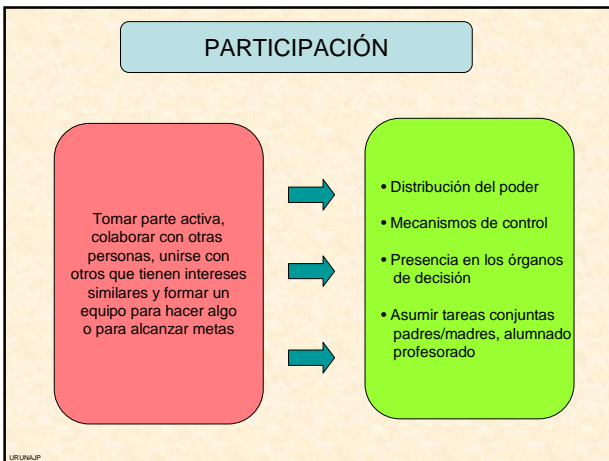 PARTICIPACIÓN
Tomar parte activa,
colaborar con otras
personas, unirse con
otros que tienen intereses
similares y formar un
equipo para hacer algo
o para alcanzar metas
• Distribución del poder
• Mecanismos de control
• Presencia en los órganos
de decisión
• Asumir tareas conjuntas
padres/madres, alumnado
profesorado
URUNAJP